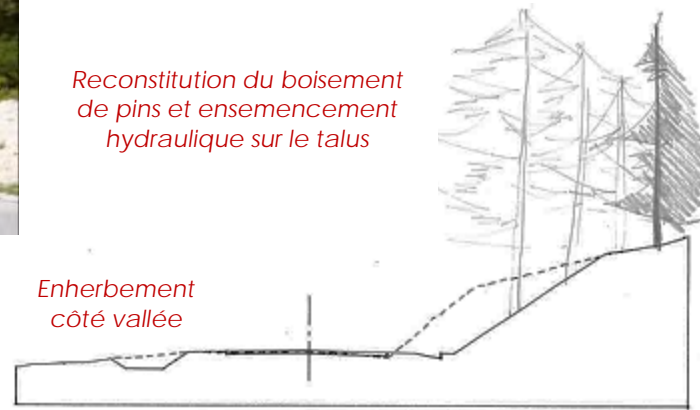 Reconstitution du boisement
de pins et ensemencement
hydraulique sur le talus
Enherbement
côté vallée